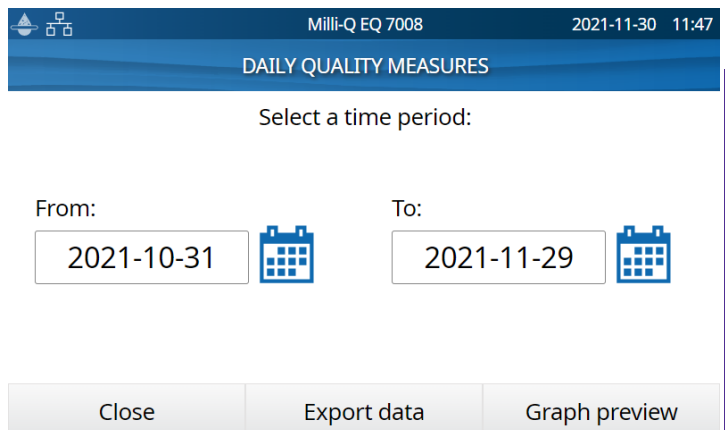 Milli-Q EQ 7008 2021-11-30 11:47
DAILY QUALITY MEASURES
Select a time period:
From: To:
2021-10-31 2021-11-29
Close Export data Graph preview